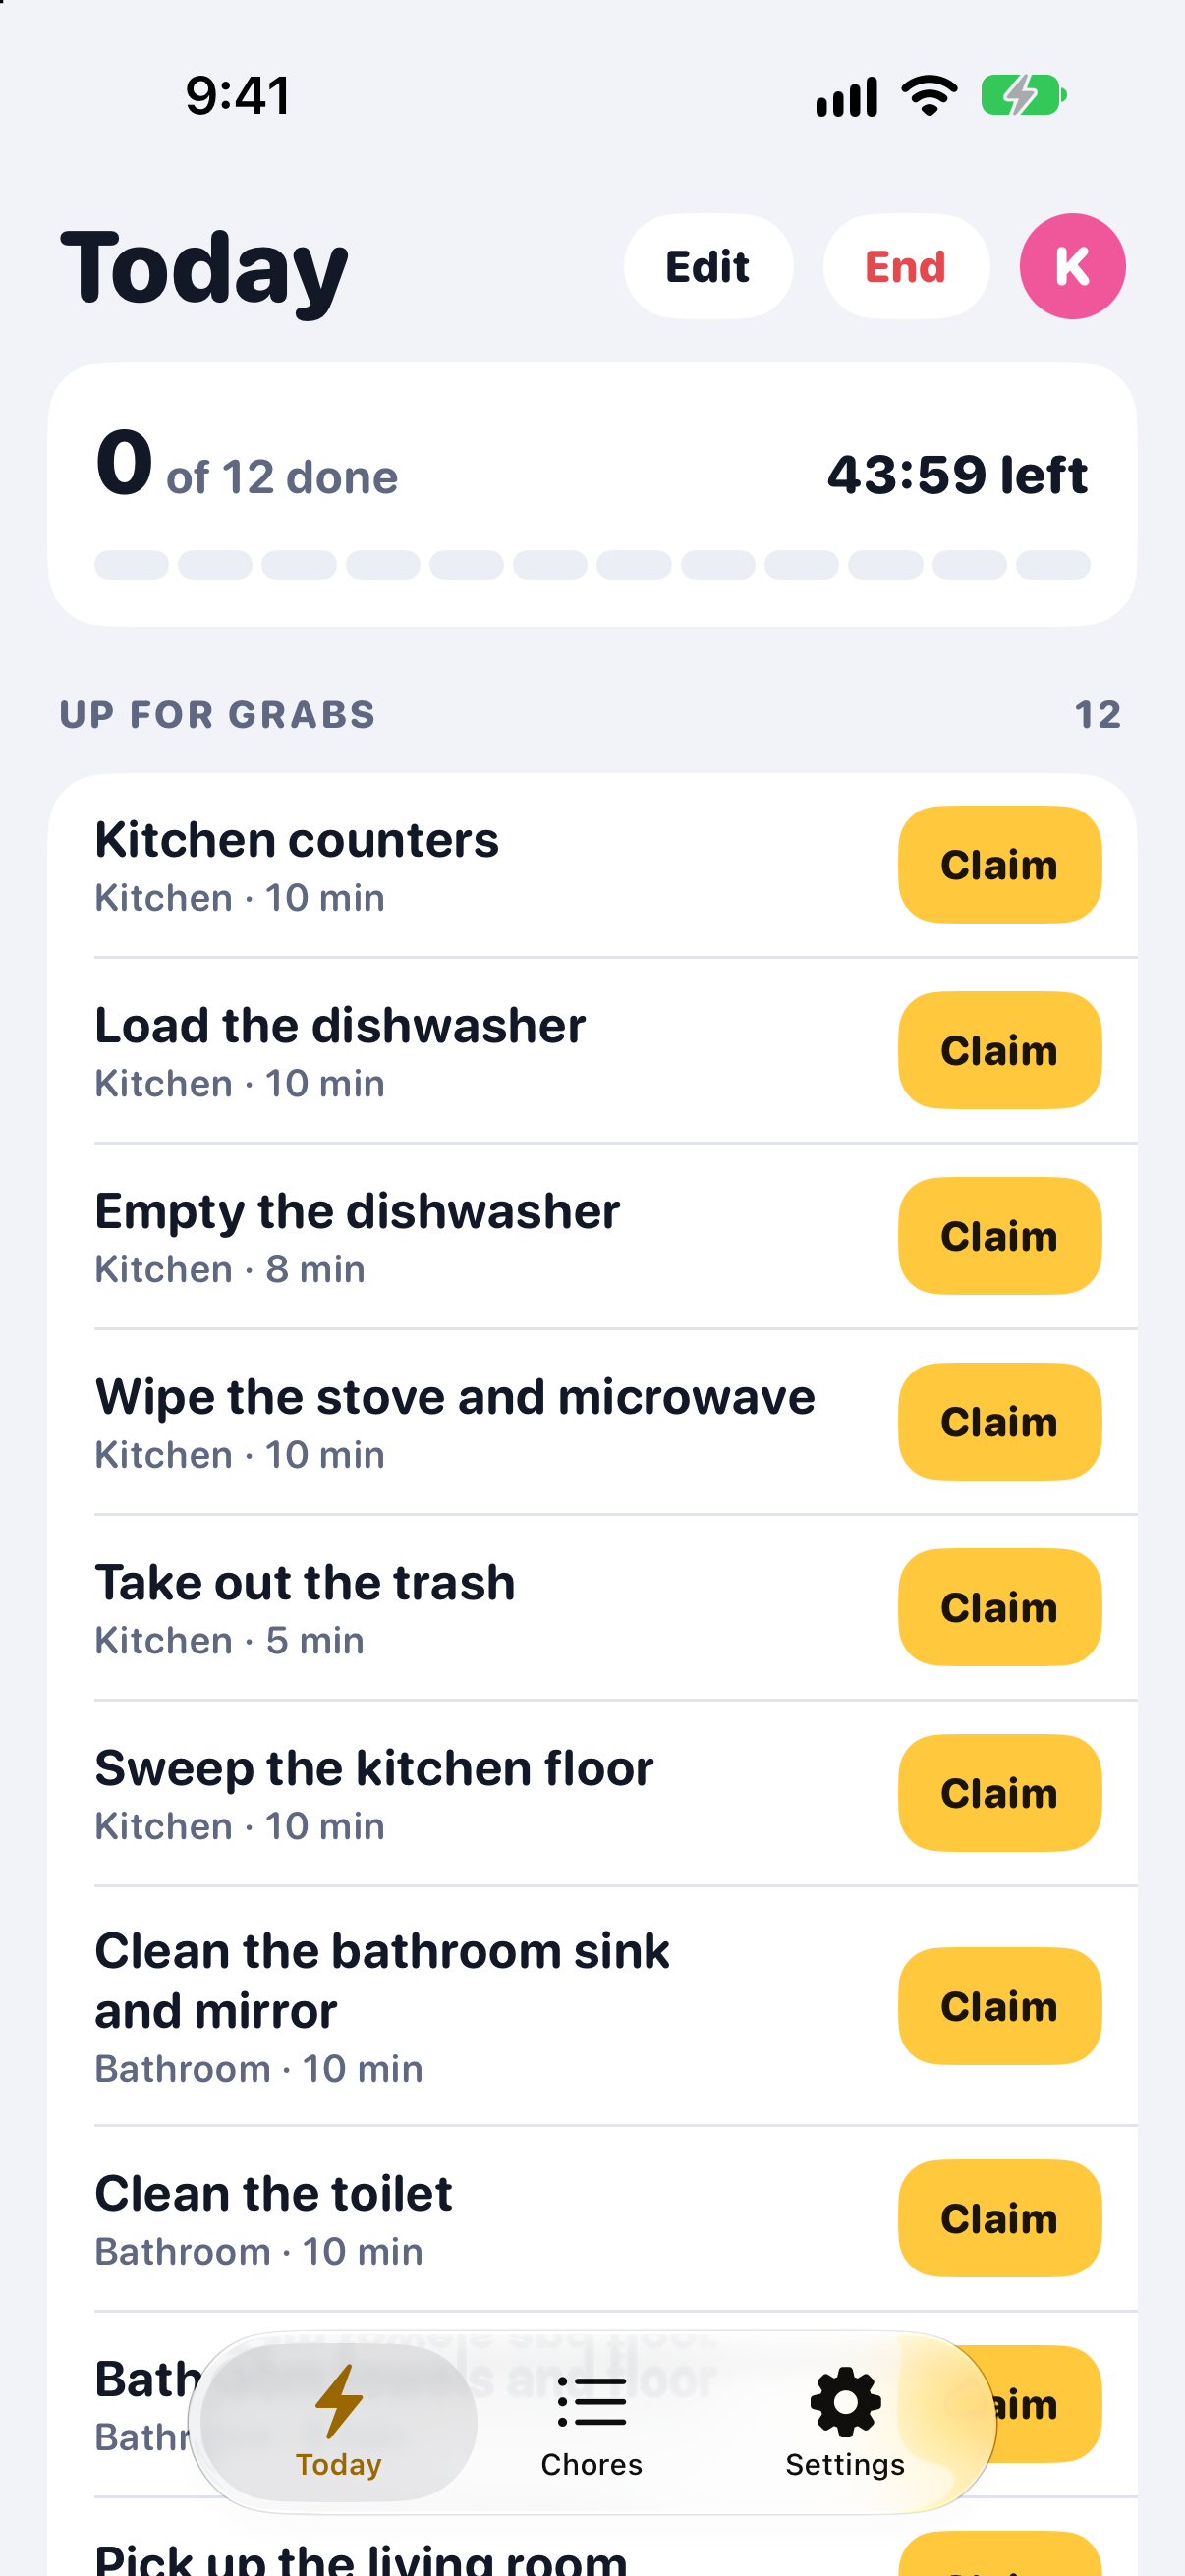 9:41
Today
Edit
End
K
0 of 12 done
43:59 left
UP FOR GRABS
12
Kitchen counters
Kitchen · 10 min
Claim
Load the dishwasher
Kitchen · 10 min
Claim
Empty the dishwasher
Kitchen · 8 min
Claim
Wipe the stove and microwave
Kitchen · 10 min
Claim
Take out the trash
Kitchen · 5 min
Claim
Sweep the kitchen floor
Kitchen · 10 min
Claim
Clean the bathroom sink
and mirror
Bathroom · 10 min
Claim
Clean the toilet
Bathroom · 10 min
Claim
and floor
Today
Chores
Settings
Pick up the living room